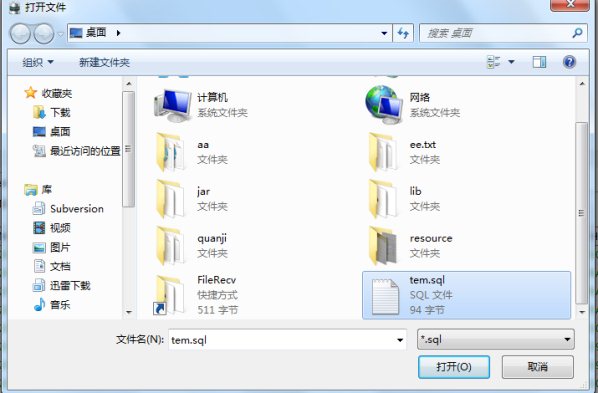 打开文件
桌面
搜索 桌面
组织
新建文件夹
收藏夹
下载
桌面
最近访问的位置
库
Subversion
视频
图片
文档
迅雷下载
音乐
计算机
系统文件夹
网络
系统文件夹
aa
文件夹
ee.txt
文件夹
jar
文件夹
lib
文件夹
quanji
文件夹
resource
文件夹
FileRecv
快捷方式
511 字节
tem.sql
SQL 文件
94 字节
文件名(N): tem.sql
*.sql
打开(O)
取消